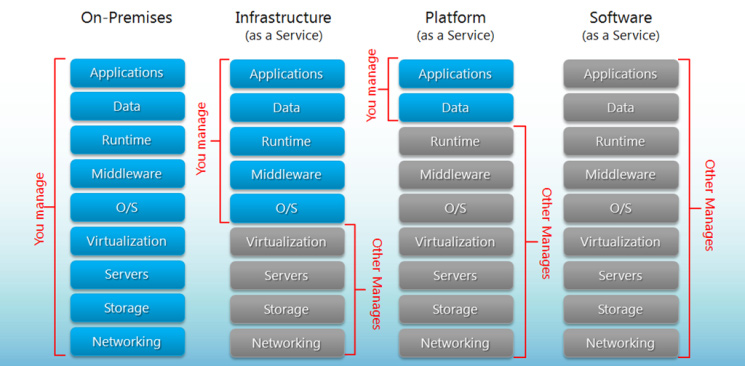 On-Premises
You manage
Applications
Data
Runtime
Middleware
O/S
Virtualization
Servers
Storage
Networking
Infrastructure
(as a Service)
You manage
Applications
Data
Runtime
Middleware
O/S
Virtualization
Servers
Storage
Networking
Other Manages
Platform
(as a Service)
You manage
Applications
Data
Runtime
Middleware
O/S
Virtualization
Servers
Storage
Networking
Other Manages
Software
(as a Service)
Applications
Data
Runtime
Middleware
O/S
Virtualization
Servers
Storage
Networking
Other Manages